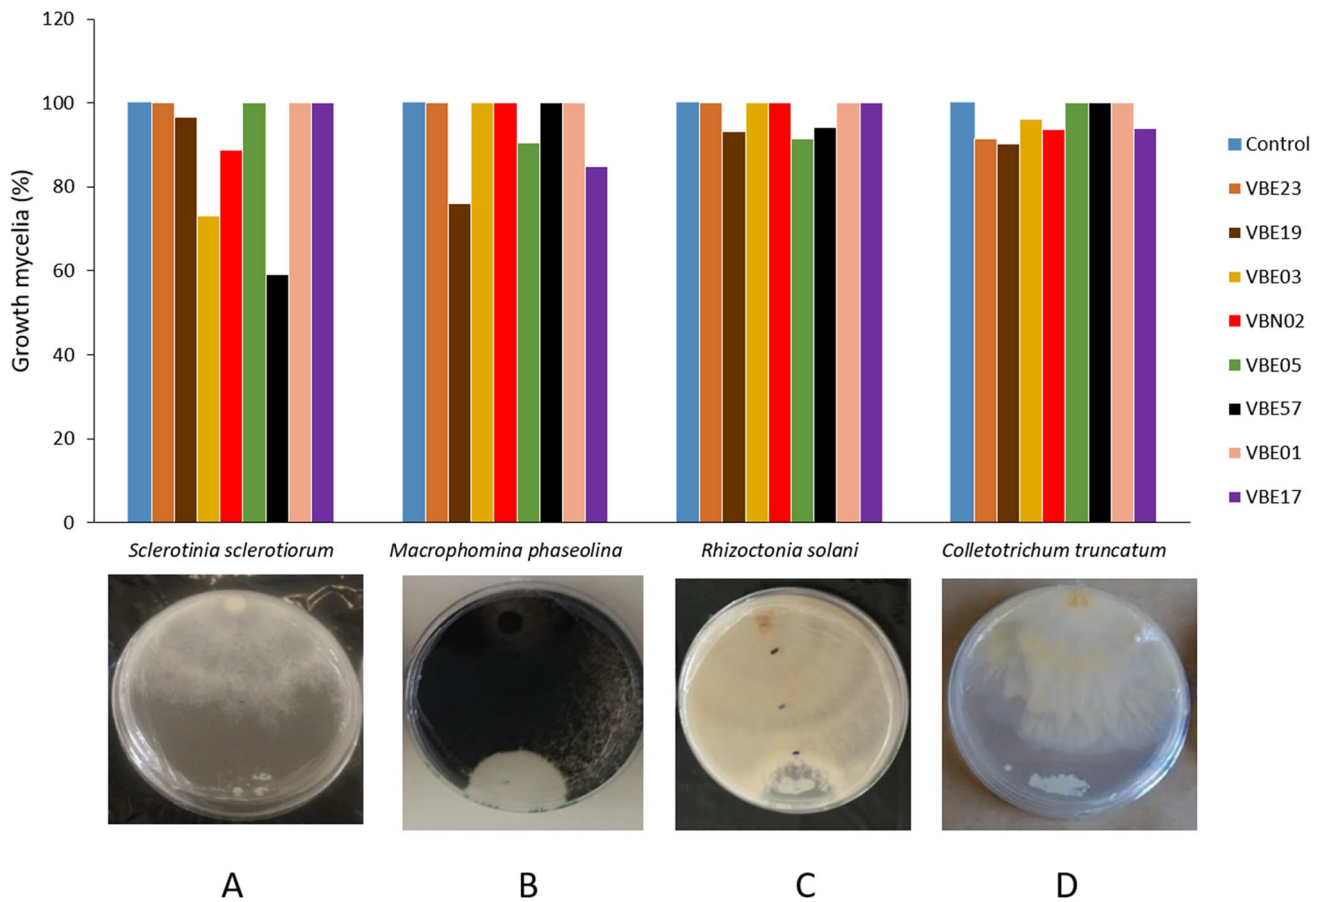 120
100
80
60
40
20
0
Growth mycelia (%)
Control
VBE23
VBE19
VBE03
VBN02
VBE05
VBE57
VBE01
VBE17
Sclerotinia sclerotiorum
Macrophomina phaseolina
Rhizoctonia solani
Colletotrichum truncatum
A
B
C
D